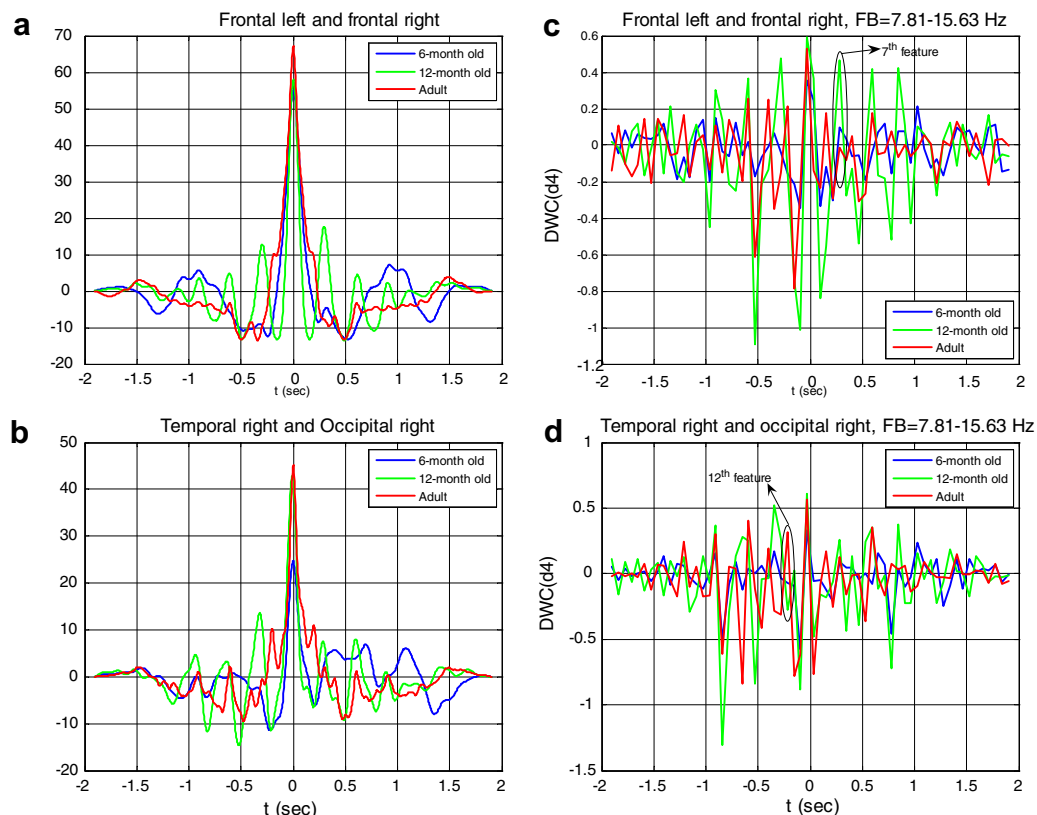 a
Frontal left and frontal right
70
60
50
40
30
20
10
0
-10
-20
-2
-1.5
-1
-0.5
0
0.5
1
1.5
2
t (sec)
6-month old
12-month old
Adult
c
Frontal left and frontal right, FB=7.81-15.63 Hz
DWC(d4)
0.6
0.4
0.2
0
-0.2
-0.4
-0.6
-0.8
-1
1.2
-2
-1.5
-1
-0.5
0
0.5
1
1.5
2
t (sec)
7th feature
6-month old
12-month old
Adult
b
Temporal right and Occipital right
50
40
30
20
10
0
-10
-20
-2
-1.5
-1
-0.5
0
0.5
1
1.5
2
t (sec)
6-month old
12-month old
Adult
d
Temporal right and occipital right, FB=7.81-15.63 Hz
DWC(d4)
1
0.5
0
-0.5
-1
-1.5
-2
-1.5
-1
-0.5
0
0.5
1
1.5
2
t (sec)
12th feature
6-month old
12-month old
Adult